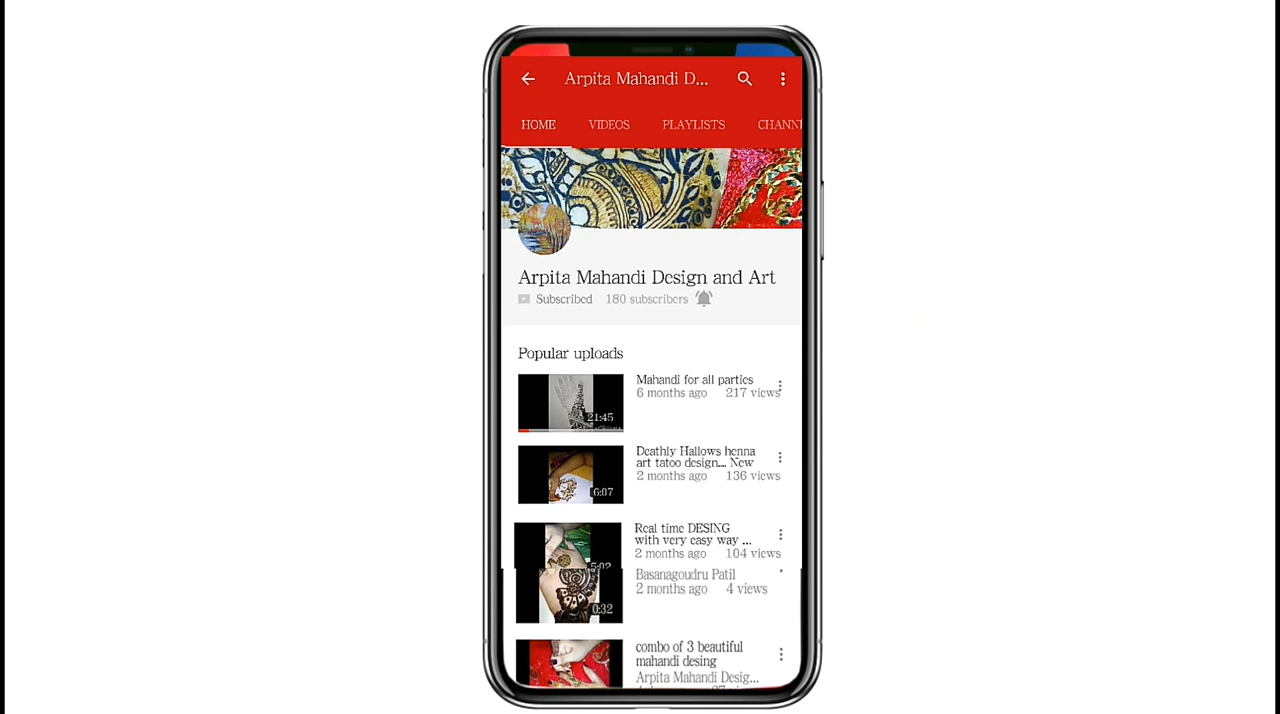 Arpita Mahandi D...
HOME VIDEOS PLAYLISTS CHANN
Arpita Mahandi Design and Art
Subscribed 180 subscribers
Popular uploads
Mahandi for all parties
6 months ago 217 views
21:45
Deathly Hallows henna
art tatoo design.... New
2 months ago 136 views
6:07
Real time DESING
with very easy way ...
2 months ago 104 views
5:02
Basanagoudru Patil
2 months ago 4 views
0:32
combo of 3 beautiful
mahandi desing
Arpita Mahandi Desig...